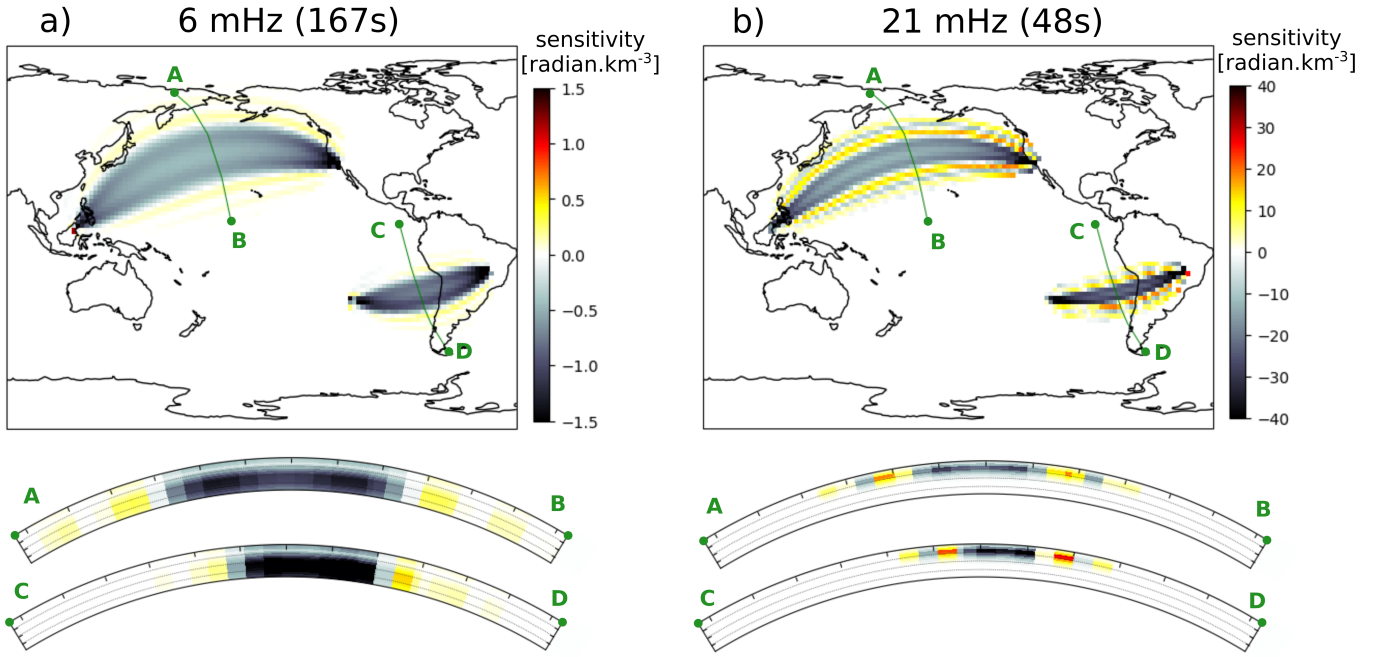 a) 6 mHz (167s)
sensitivity
[radian.km-3]
A
B
C
D
1.5
1.0
0.5
0.0
−0.5
−1.0
−1.5
A
B
C
D
b) 21 mHz (48s)
sensitivity
[radian.km-3]
A
B
C
D
40
30
20
10
0
−10
−20
−30
−40
A
B
C
D